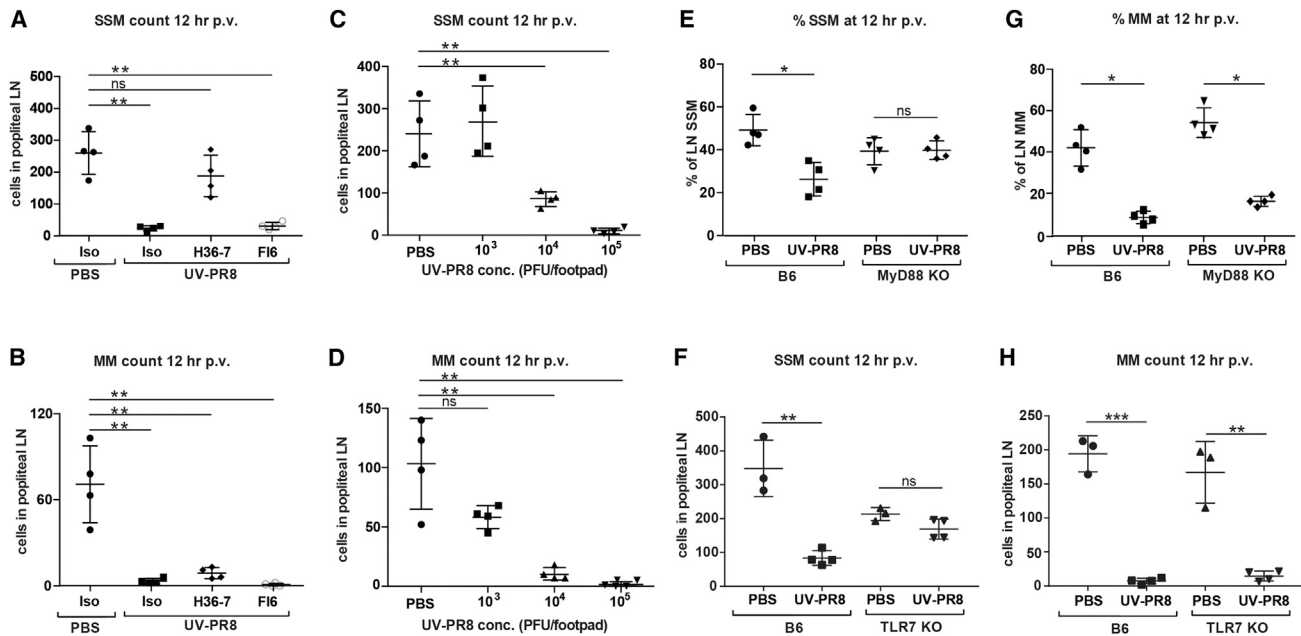 A
SSM count 12 hr p.v.
cells in popliteal LN
500
400
300
200
100
0
**
ns
**
Iso
Iso
H36-7
FI6
PBS
UV-PR8
C
SSM count 12 hr p.v.
cells in popliteal LN
400
300
200
100
0
**
**
PBS
10³
10⁴
10⁵
UV-PR8 conc. (PFU/footpad)
E
% SSM at 12 hr p.v.
% of LN SSM
80
60
40
20
0
*
ns
PBS
UV-PR8
PBS
UV-PR8
B6
MyD88 KO
G
% MM at 12 hr p.v.
% of LN MM
80
60
40
20
0
*
*
PBS
UV-PR8
PBS
UV-PR8
B6
MyD88 KO
B
MM count 12 hr p.v.
cells in popliteal LN
120
60
0
**
**
**
Iso
Iso
H36-7
FI6
PBS
UV-PR8
D
MM count 12 hr p.v.
cells in popliteal LN
150
100
50
0
**
**
ns
PBS
10³
10⁴
10⁵
UV-PR8 conc. (PFU/footpad)
F
SSM count 12 hr p.v.
cells in popliteal LN
500
400
300
200
100
0
**
ns
PBS
UV-PR8
PBS
UV-PR8
B6
TLR7 KO
H
MM count 12 hr p.v.
cells in popliteal LN
250
200
150
100
50
0
***
**
PBS
UV-PR8
PBS
UV-PR8
B6
TLR7 KO